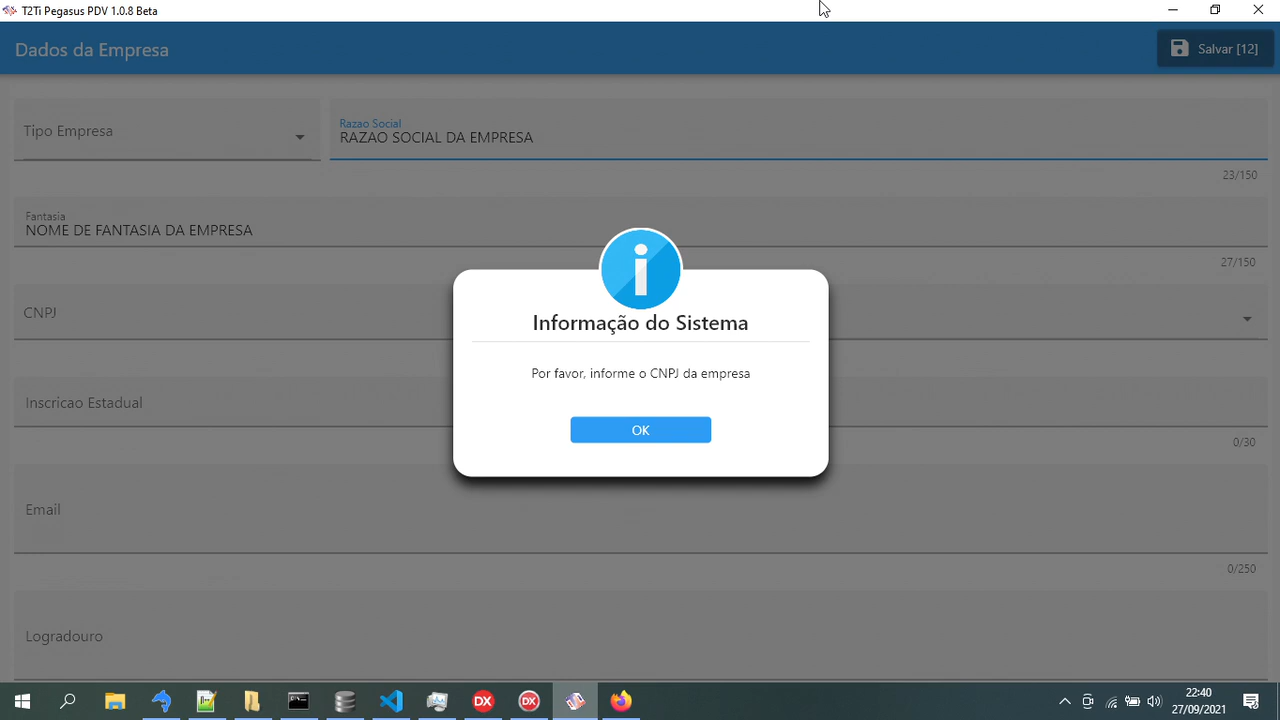 T2Ti Pegasus PDV 1.0.8 Beta
Dados da Empresa
Salvar [12]
Tipo Empresa
Razao Social
RAZAO SOCIAL DA EMPRESA
23/150
Fantasia
NOME DE FANTASIA DA EMPRESA
27/150
CNPJ
Informação do Sistema
Por favor, informe o CNPJ da empresa
OK
Inscricao Estadual
0/30
Email
0/250
Logradouro
DX
DX
22:40
27/09/2021